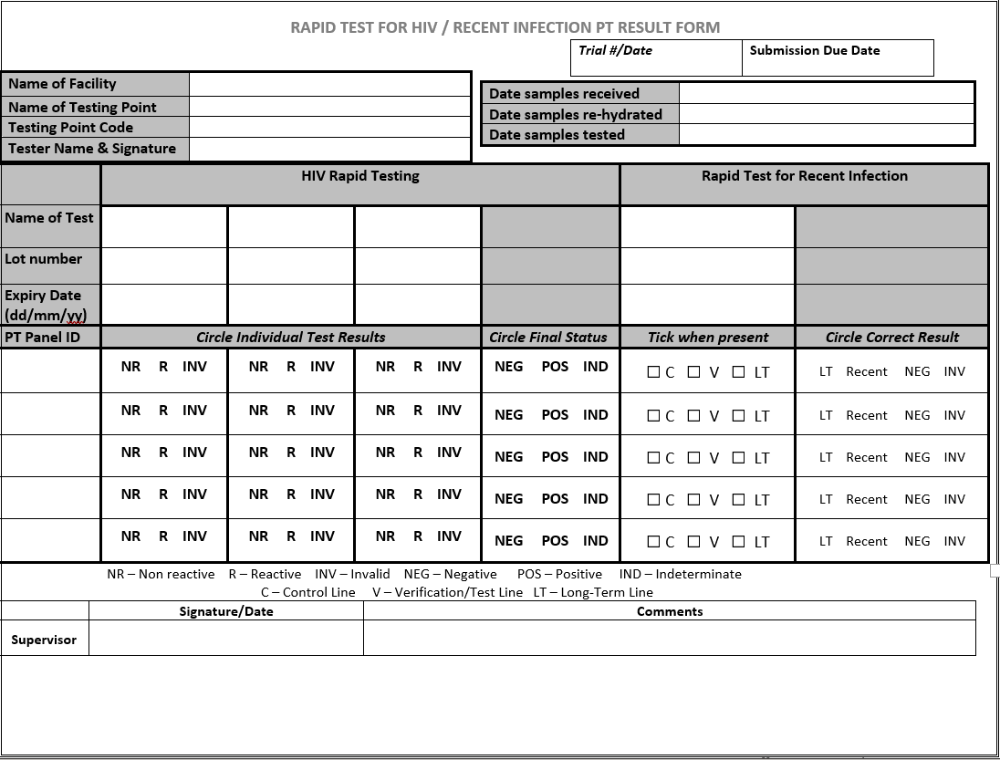 RAPID TEST FOR HIV / RECENT INFECTION PT RESULT FORM
Trial #/Date Submission Due Date
Name of Facility
Name of Testing Point
Testing Point Code
Tester Name & Signature
Date samples received
Date samples re-hydrated
Date samples tested
HIV Rapid Testing Rapid Test for Recent Infection
Name of Test
Lot number
Expiry Date
(dd/mm/yy)
PT Panel ID Circle Individual Test Results Circle Final Status Tick when present Circle Correct Result
NR R INV NR R INV NR R INV NEG POS IND ☐ C ☐ V ☐ LT LT Recent NEG INV
NR R INV NR R INV NR R INV NEG POS IND ☐ C ☐ V ☐ LT LT Recent NEG INV
NR R INV NR R INV NR R INV NEG POS IND ☐ C ☐ V ☐ LT LT Recent NEG INV
NR R INV NR R INV NR R INV NEG POS IND ☐ C ☐ V ☐ LT LT Recent NEG INV
NR R INV NR R INV NR R INV NEG POS IND ☐ C ☐ V ☐ LT LT Recent NEG INV
NR – Non reactive R – Reactive INV – Invalid NEG – Negative POS – Positive IND – Indeterminate
C – Control Line V – Verification/Test Line LT – Long-Term Line
Signature/Date Comments
Supervisor